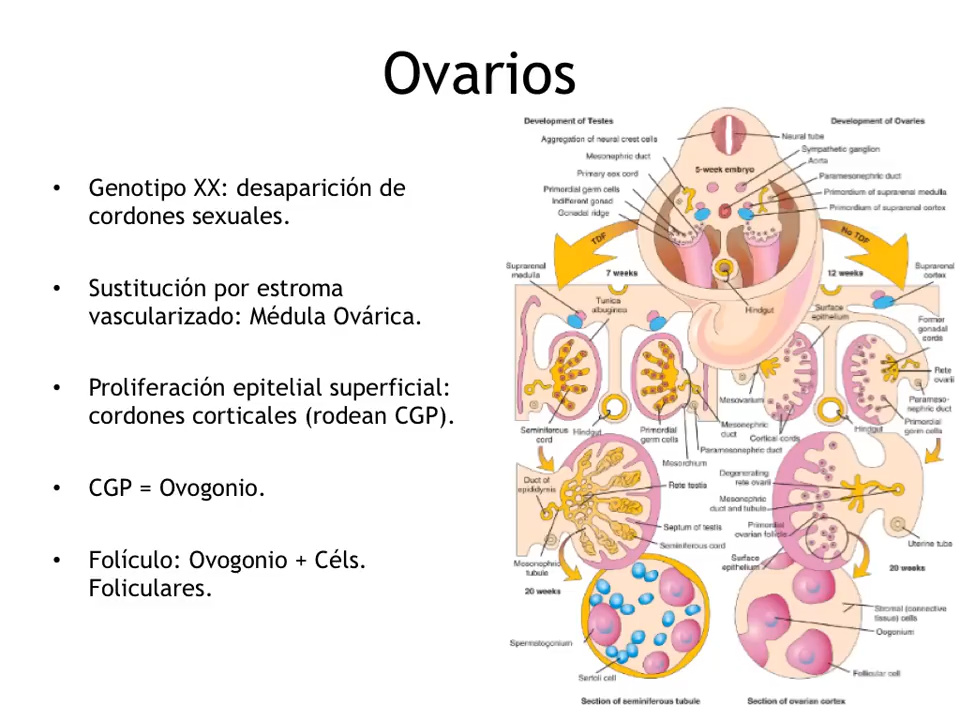 Ovarios
• Genotipo XX: desaparición de
cordones sexuales.
• Sustitución por estroma
vascularizado: Médula Ovárica.
• Proliferación epitelial superficial:
cordones corticales (rodean CGP).
• CGP = Ovogonio.
• Folículo: Ovogonio + Céls.
Foliculares.
Development of Testes
Development of Ovaries
Aggregation of neural crest cells
Mesonephric duct
Primary sex cord
Primordial germ cells
Indifferent gonad
Gonadal ridge
5-week embryo
Neural tube
Sympathetic ganglion
Aorta
Paramesonephric duct
Primordium of suprarenal medulla
Primordium of suprarenal cortex
TDF
No TDF
Suprarenal
medulla
7 weeks
12 weeks
Suprarenal
cortex
Tunica
albuginea
Hindgut
Surface
epithelium
Former
gonadal
cords
Rete
ovarii
Parameso-
nephric duct
Primordial
germ cells
Mesovarium
Seminiferous
cord
Hindgut
Primordial
germ cells
Mesonephric
duct
Cortical cords
Hindgut
Paramesonephric duct
Mesorchium
Duct of
epididymis
Rete testis
Septum of testis
Seminiferous cord
Mesonephric
tubule
20 weeks
Degenerating
rete ovarii
Mesonephric
duct and tubule
Primordial
ovarian follicle
Surface
epithelium
Uterine tube
20 weeks
Spermatogonium
Sertoli cell
Stromal (connective
tissue) cells
Oogonium
Follicular cell
Section of seminiferous tubule
Section of ovarian cortex